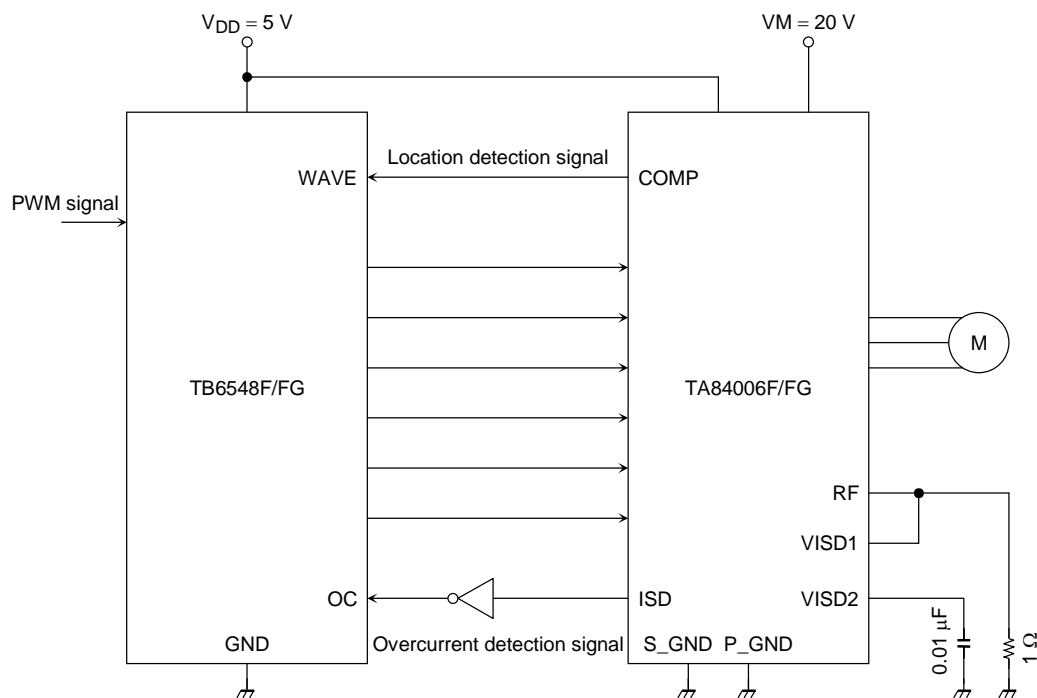 VDD = 5 V
VM = 20 V
Location detection signal
WAVE
COMP
PWM signal
M
TB6548F/FG
TA84006F/FG
RF
VISD1
OC
ISD
VISD2
Overcurrent detection signal
GND
S_GND
P_GND
0.01 µF
1 Ω